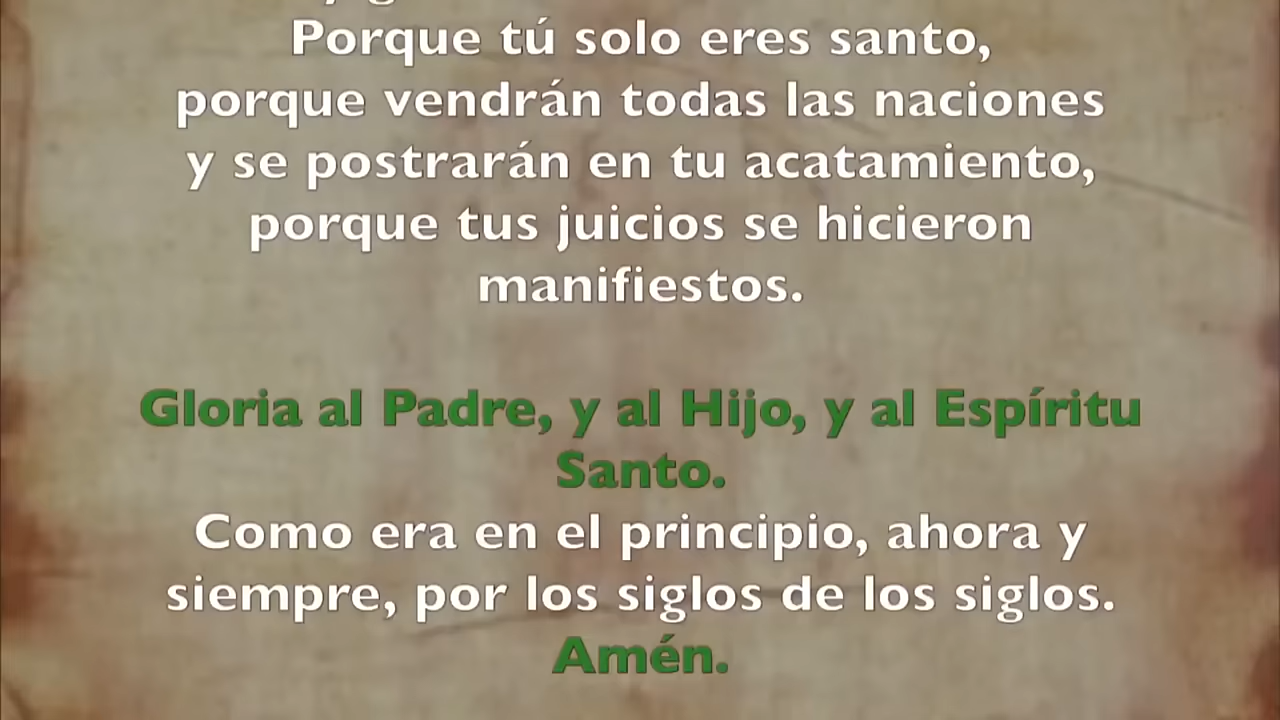 Porque tú solo eres santo,
porque vendrán todas las naciones
y se postrarán en tu acatamiento,
porque tus juicios se hicieron
manifiestos.
Gloria al Padre, y al Hijo, y al Espíritu
Santo.
Como era en el principio, ahora y
siempre, por los siglos de los siglos.
Amén.